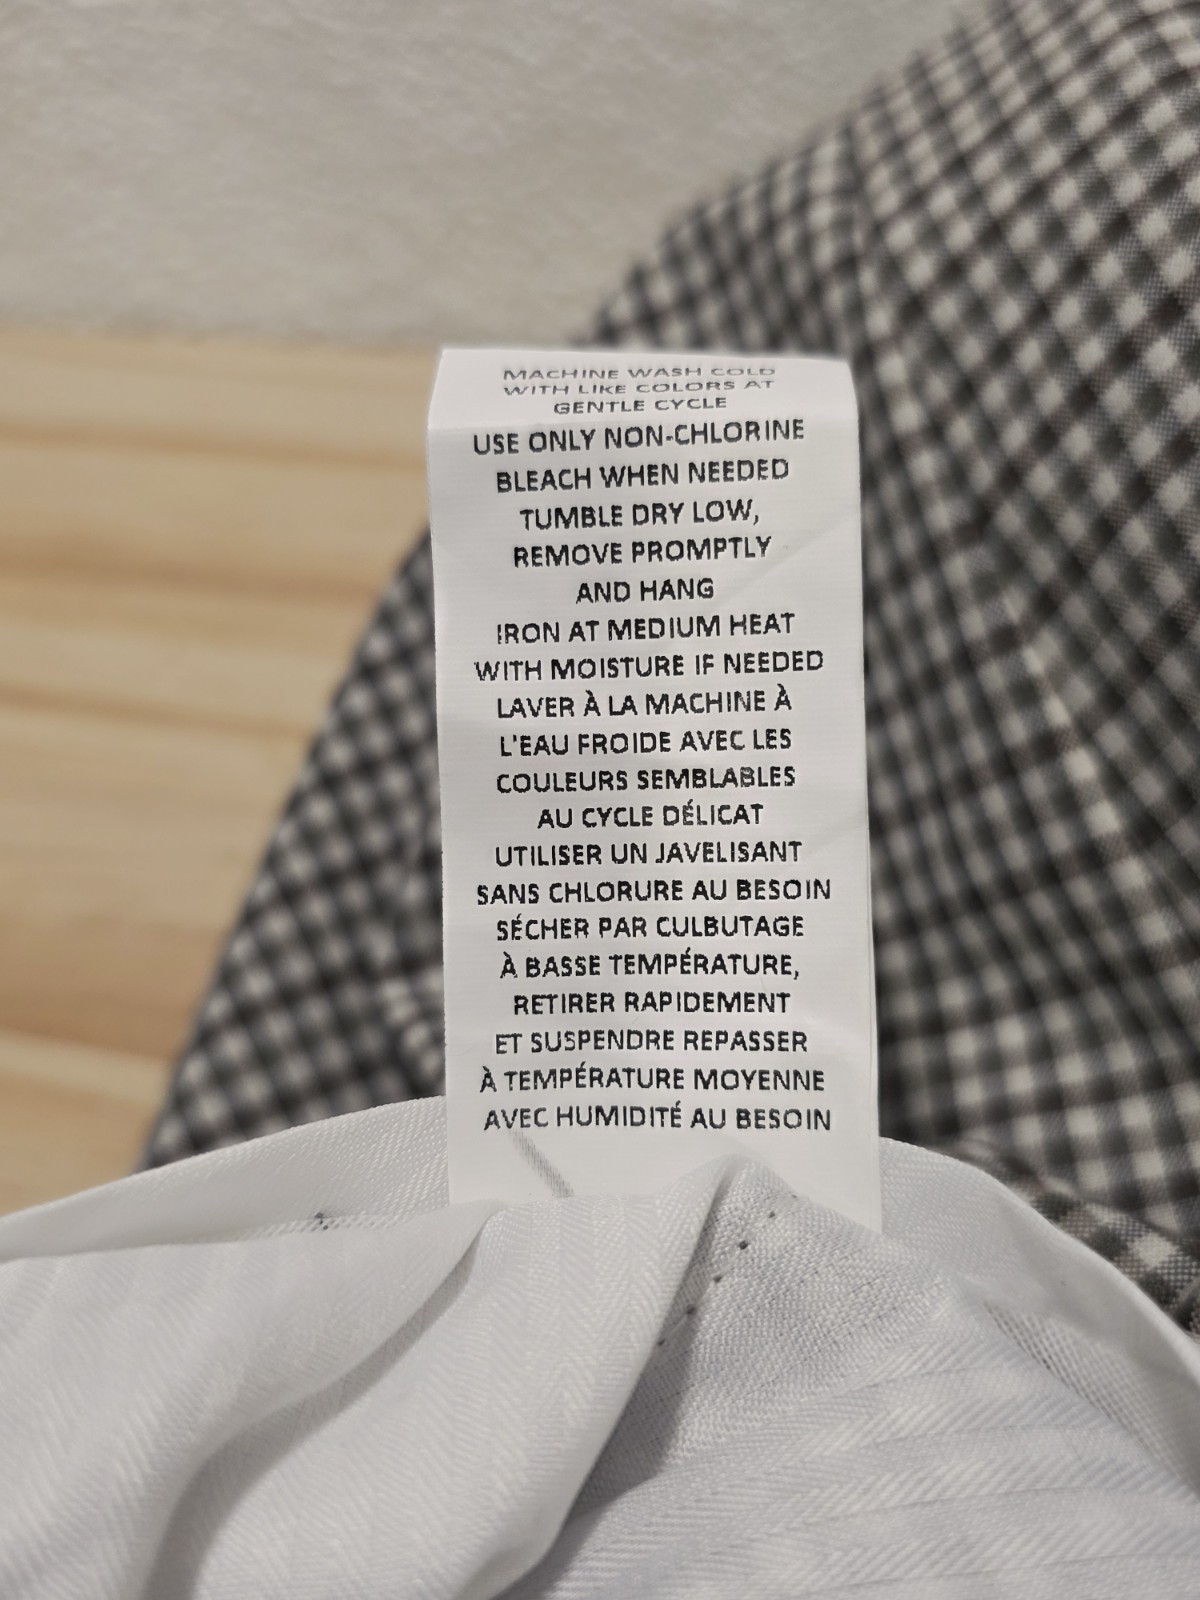 MACHINE WASH COLD
WITH LIKE COLORS AT
GENTLE CYCLE
USE ONLY NON-CHLORINE
BLEACH WHEN NEEDED
TUMBLE DRY LOW,
REMOVE PROMPTLY
AND HANG
IRON AT MEDIUM HEAT
WITH MOISTURE IF NEEDED
LAVER À LA MACHINE À
L'EAU FROIDE AVEC LES
COULEURS SEMBLABLES
AU CYCLE DÉLICAT
UTILISER UN JAVELISANT
SANS CHLORURE AU BESOIN
SÉCHER PAR CULBUTAGE
À BASSE TEMPÉRATURE,
RETIRER RAPIDEMENT
ET SUSPENDRE REPASSER
À TEMPÉRATURE MOYENNE
AVEC HUMIDITÉ AU BESOIN